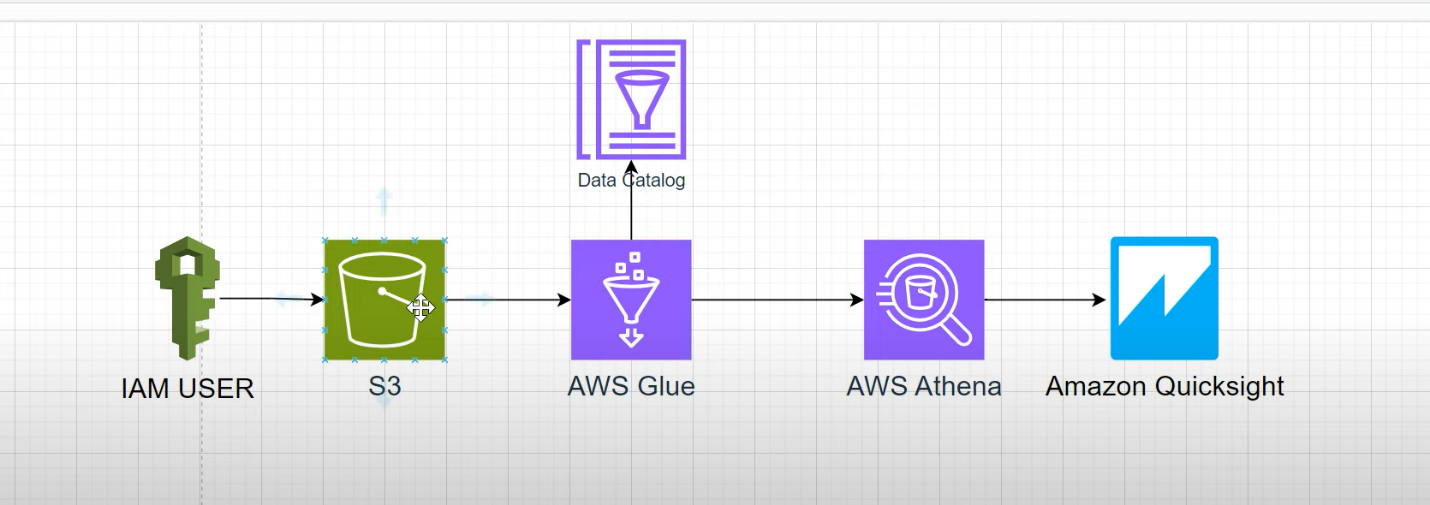 Data Catalog
IAM USER
S3
AWS Glue
AWS Athena
Amazon Quicksight